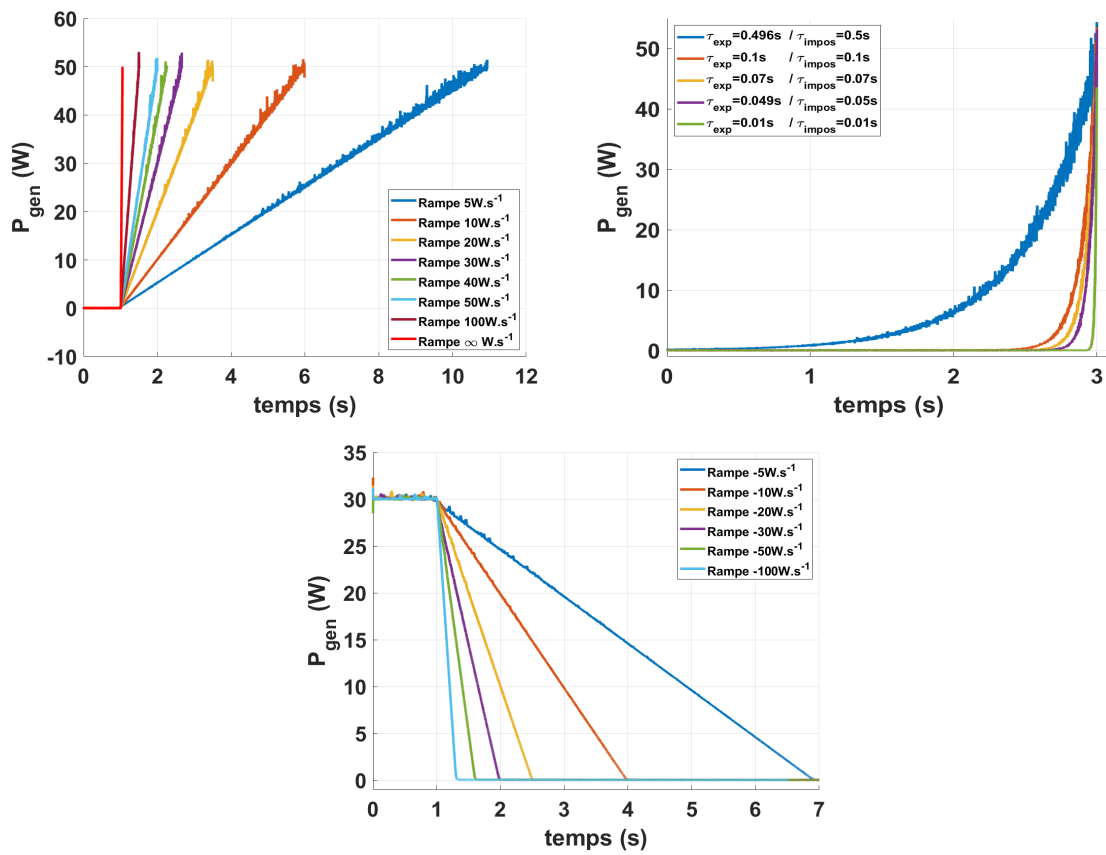 60
50
40
30
20
10
0
-10
P_gen (W)
0 2 4 6 8 10 12
temps (s)
Rampe 5W.s⁻¹
Rampe 10W.s⁻¹
Rampe 20W.s⁻¹
Rampe 30W.s⁻¹
Rampe 40W.s⁻¹
Rampe 50W.s⁻¹
Rampe 100W.s⁻¹
Rampe ∞ W.s⁻¹
50
40
30
20
10
0
P_gen (W)
0 1 2 3
temps (s)
τ_exp=0.496s / τ_impos=0.5s
τ_exp=0.1s / τ_impos=0.1s
τ_exp=0.07s / τ_impos=0.07s
τ_exp=0.049s / τ_impos=0.05s
τ_exp=0.01s / τ_impos=0.01s
35
30
25
20
15
10
5
0
P_gen (W)
0 1 2 3 4 5 6 7
temps (s)
Rampe -5W.s⁻¹
Rampe -10W.s⁻¹
Rampe -20W.s⁻¹
Rampe -30W.s⁻¹
Rampe -50W.s⁻¹
Rampe -100W.s⁻¹